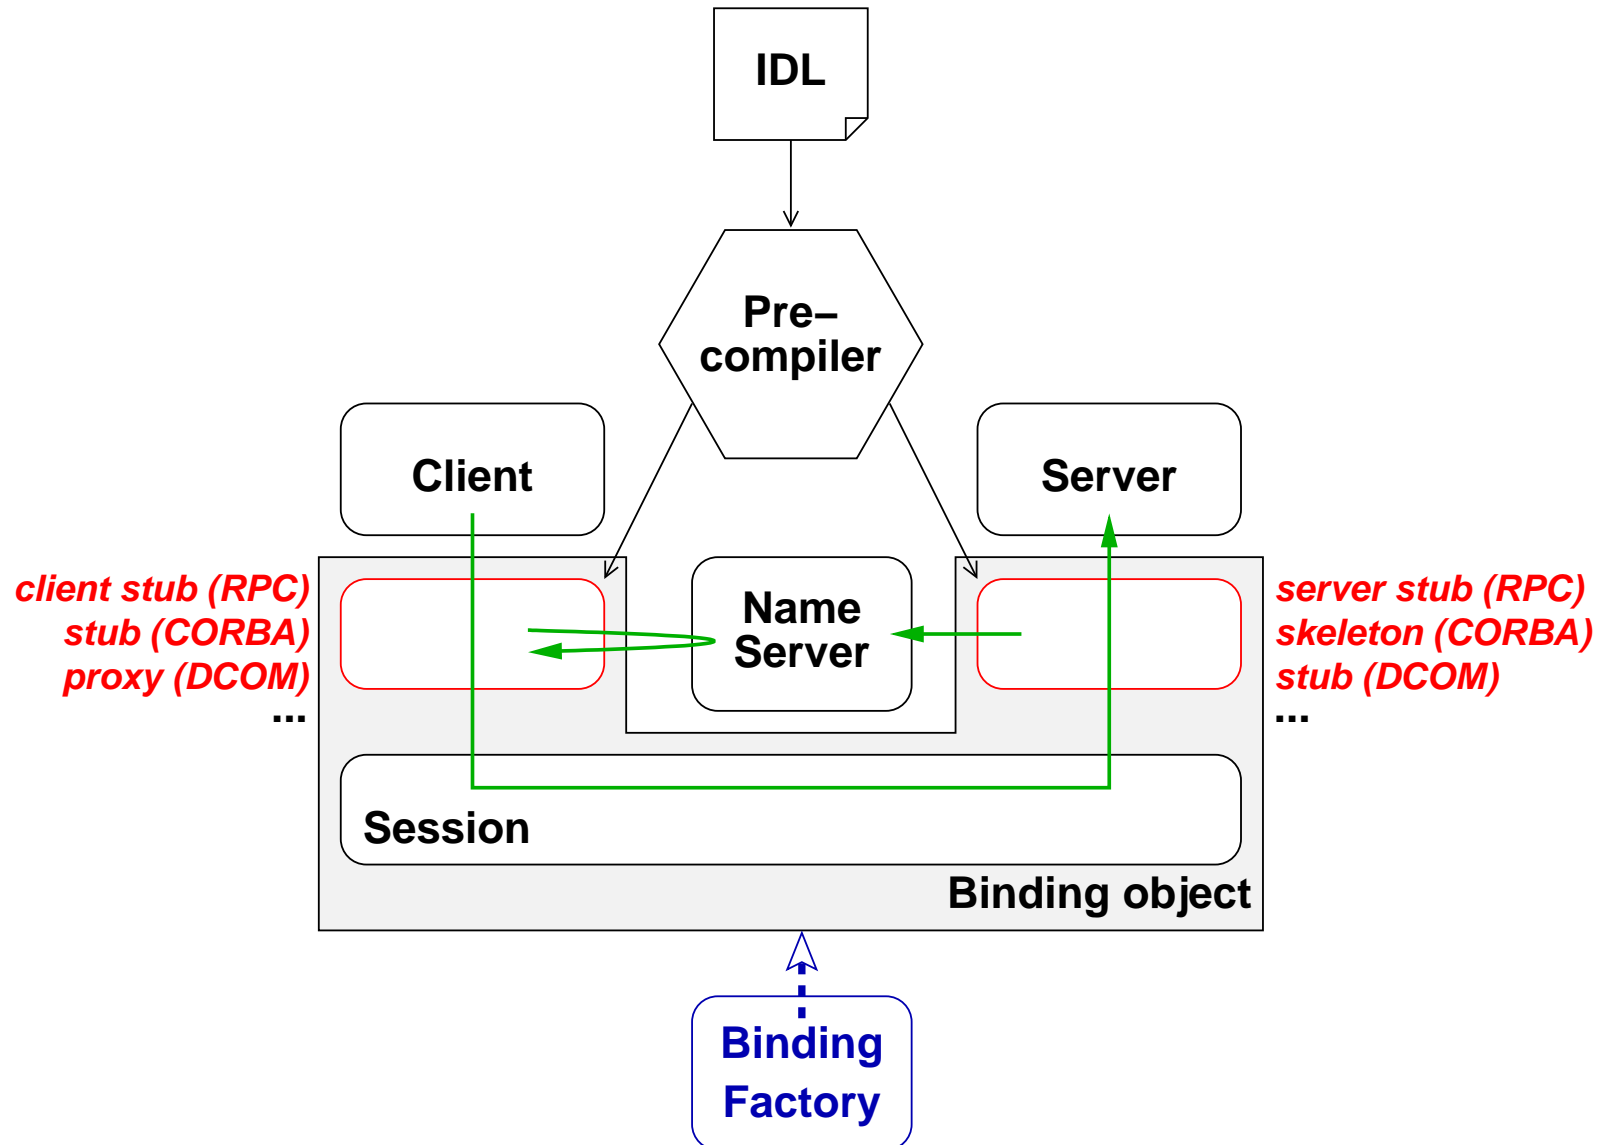 IDL
Pre–
compiler
Client
Server
client stub (RPC)
stub (CORBA)
proxy (DCOM)
...
Name
Server
server stub (RPC)
skeleton (CORBA)
stub (DCOM)
...
Session
Binding object
Binding
Factory